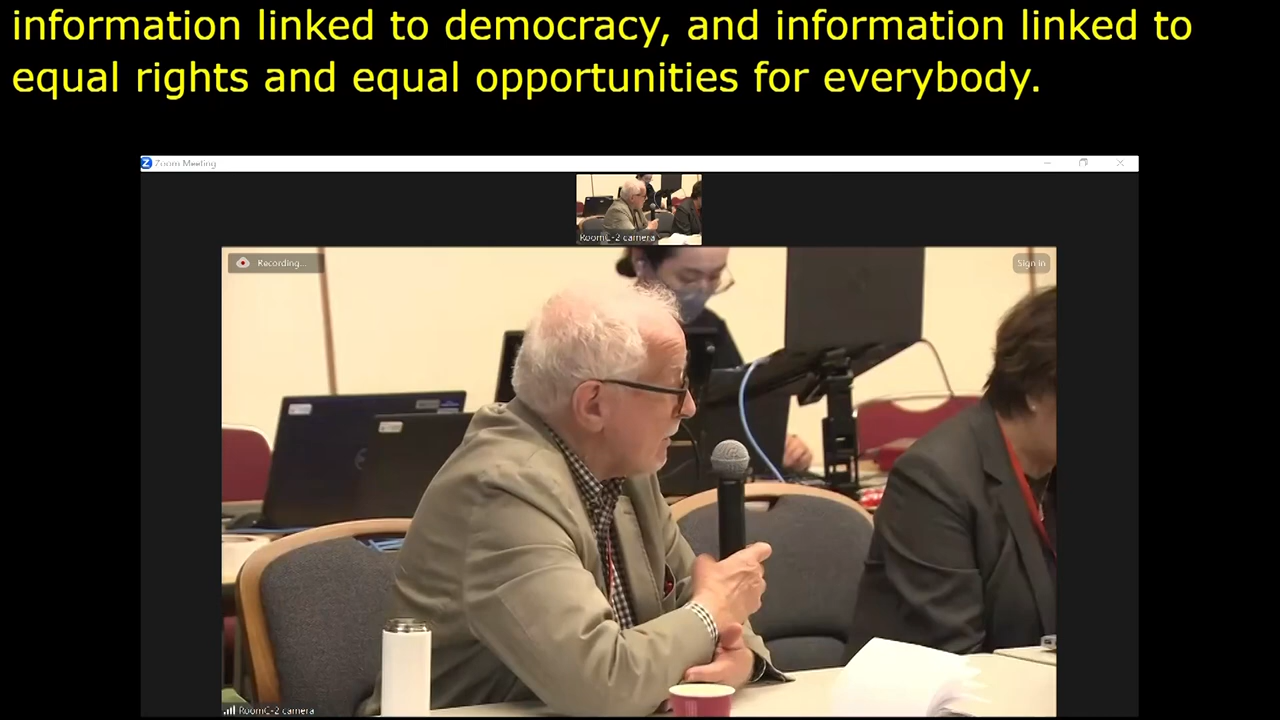 information linked to democracy, and information linked to
equal rights and equal opportunities for everybody.
Zoom Meeting
RoomC-2 camera
Recording...
Sign in
RoomC-2 camera